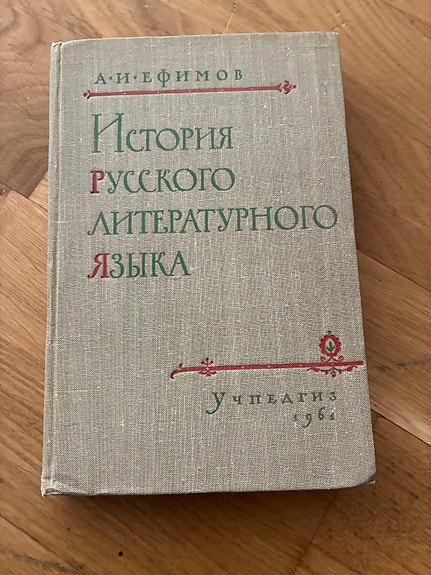 А·И·ЕФИМОВ
ИСТОРИЯ
РУССКОГО
ЛИТЕРАТУРНОГО
ЯЗЫКА
УЧПЕДГИЗ
1961